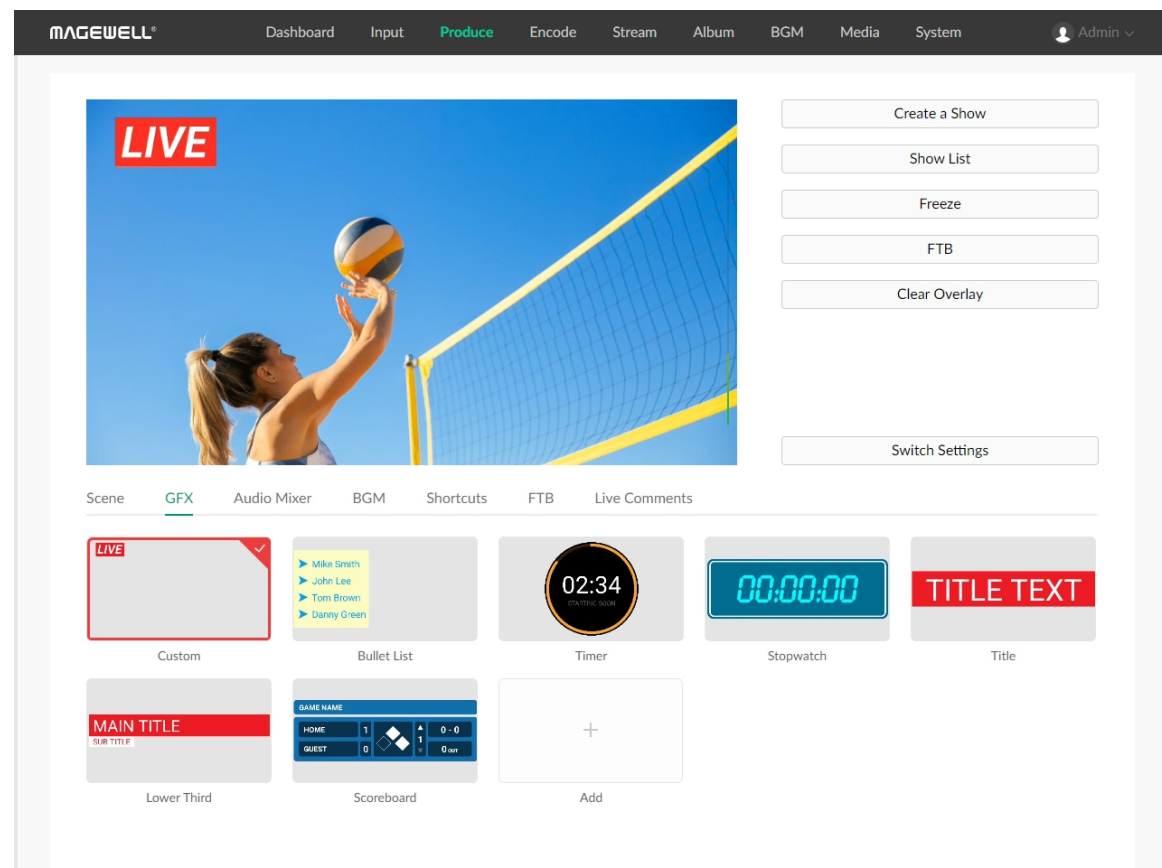 MAGEWELL®
Dashboard Input Produce Encode Stream Album BGM Media System Admin
LIVE
Create a Show
Show List
Freeze
FTB
Clear Overlay
Switch Settings
Scene GFX Audio Mixer BGM Shortcuts FTB Live Comments
LIVE
Mike Smith
John Lee
Tom Brown
Danny Green
02:34
STARTING SOON
00:00:00
TITLE TEXT
Custom Bullet List Timer Stopwatch Title
MAIN TITLE
SUB TITLE
GAME NAME
HOME 1 0 - 0
1
GUEST 0 0 OUT
Lower Third Scoreboard Add